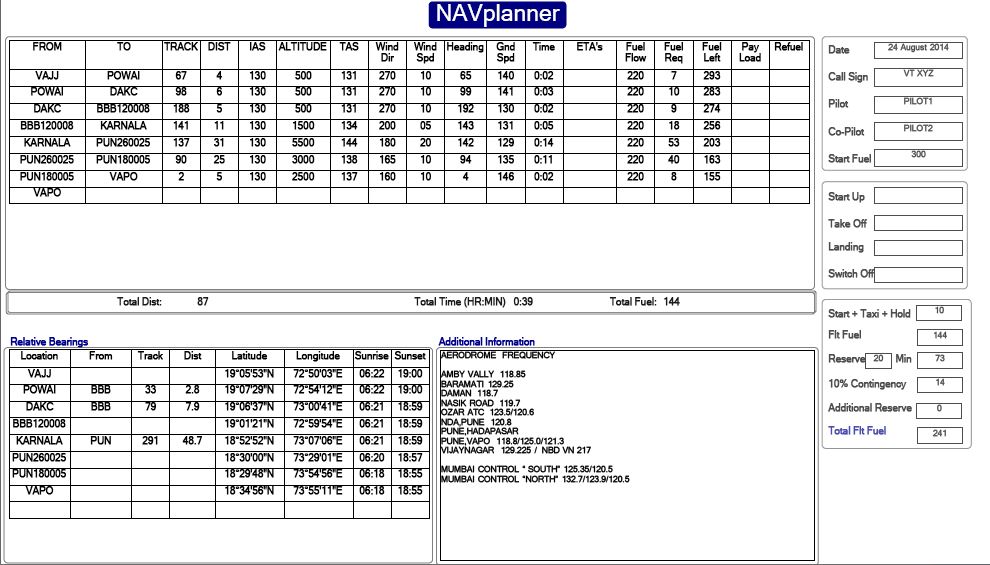 NAVplanner
FROM TO TRACK DIST IAS ALTITUDE TAS Wind Dir Wind Spd Heading Gnd Spd Time ETA's Fuel Flow Fuel Req Fuel Left Pay Load Refuel
VAJJ POWAI 67 4 130 500 131 270 10 65 140 0:02 220 7 293
POWAI DAKC 98 6 130 500 131 270 10 99 141 0:03 220 10 283
DAKC BBB120008 188 5 130 500 131 270 10 192 130 0:02 220 9 274
BBB120008 KARNALA 141 11 130 1500 134 200 05 143 131 0:05 220 18 256
KARNALA PUN260025 137 31 130 5500 144 180 20 142 129 0:14 220 53 203
PUN260025 PUN180005 90 25 130 3000 138 165 10 94 135 0:11 220 40 163
PUN180005 VAPO 2 5 130 2500 137 160 10 4 146 0:02 220 8 155
VAPO
Total Dist: 87 Total Time (HR:MIN) 0:39 Total Fuel: 144
Date 24 August 2014
Call Sign VT XYZ
Pilot PILOT1
Co-Pilot PILOT2
Start Fuel 300
Start Up
Take Off
Landing
Switch Off
Start + Taxi + Hold 10
Flt Fuel 144
Reserve 20 Min 73
10% Contingency 14
Additional Reserve 0
Total Flt Fuel 241
Relative Bearings
Location From Track Dist Latitude Longitude Sunrise Sunset
VAJJ 19°05'53"N 72°50'03"E 06:22 19:00
POWAI BBB 33 2.8 19°07'29"N 72°54'12"E 06:22 19:00
DAKC BBB 79 7.9 19°06'37"N 73°00'41"E 06:21 18:59
BBB120008 19°01'21"N 72°59'54"E 06:21 18:59
KARNALA PUN 291 48.7 18°52'52"N 73°07'06"E 06:21 18:59
PUN260025 18°30'00"N 73°29'01"E 06:20 18:57
PUN180005 18°29'48"N 73°54'56"E 06:18 18:55
VAPO 18°34'56"N 73°55'11"E 06:18 18:55
Additional Information
AERODROME FREQUENCY
AMBY VALLY 118.85
BARAMATI 129.25
DAMAN 118.7
NASIK ROAD 119.7
OZAR ATC 123.5/120.6
NDA,PUNE 120.8
PUNE,HADAPASAR
PUNE,VAPO 118.8/125.0/121.3
VIJAYNAGAR 129.225 / NBD VN 217
MUMBAI CONTROL " SOUTH" 125.35/120.5
MUMBAI CONTROL "NORTH" 132.7/123.9/120.5